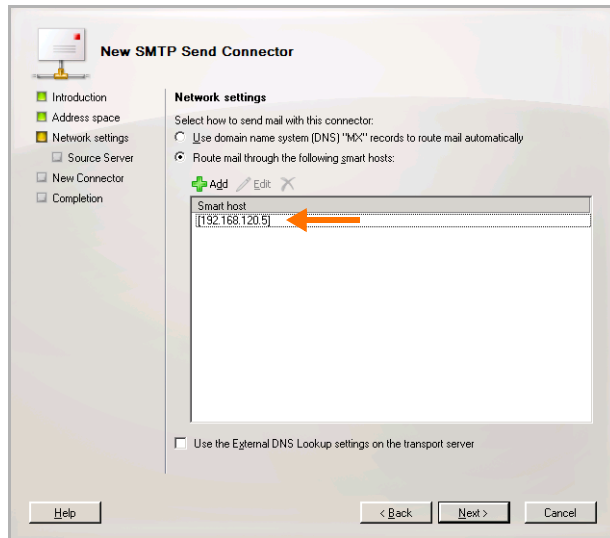 New SMTP Send Connector
Introduction
Address space
Network settings
Source Server
New Connector
Completion
Network settings
Select how to send mail with this connector:
Use domain name system (DNS) "MX" records to route mail automatically
Route mail through the following smart hosts:
Add Edit
Smart host
[192.168.120.5]
Use the External DNS Lookup settings on the transport server
Help < Back Next > Cancel